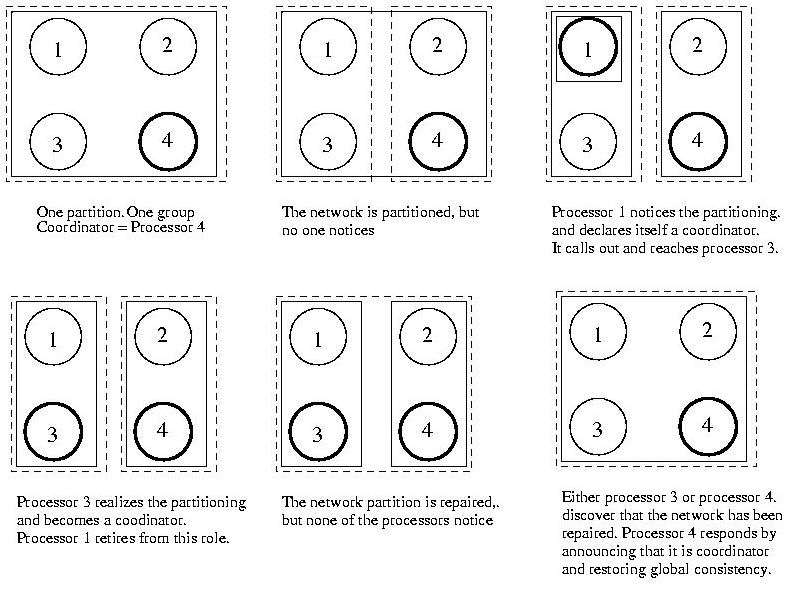 1 2
3 4
One partition. One group
Coordinator = Processor 4
1 2
3 4
The network is partitioned, but
no one notices
1 2
3 4
Processor 1 notices the partitioning.
and declares itself a coordinator.
It calls out and reaches processor 3.
1 2
3 4
Processor 3 realizes the partitioning
and becomes a coodinator.
Processor 1 retires from this role.
1 2
3 4
The network partition is repaired,.
but none of the processors notice
1 2
3 4
Either processor 3 or processor 4.
discover that the network has been
repaired. Processor 4 responds by
announcing that it is coordinator
and restoring global consistency.